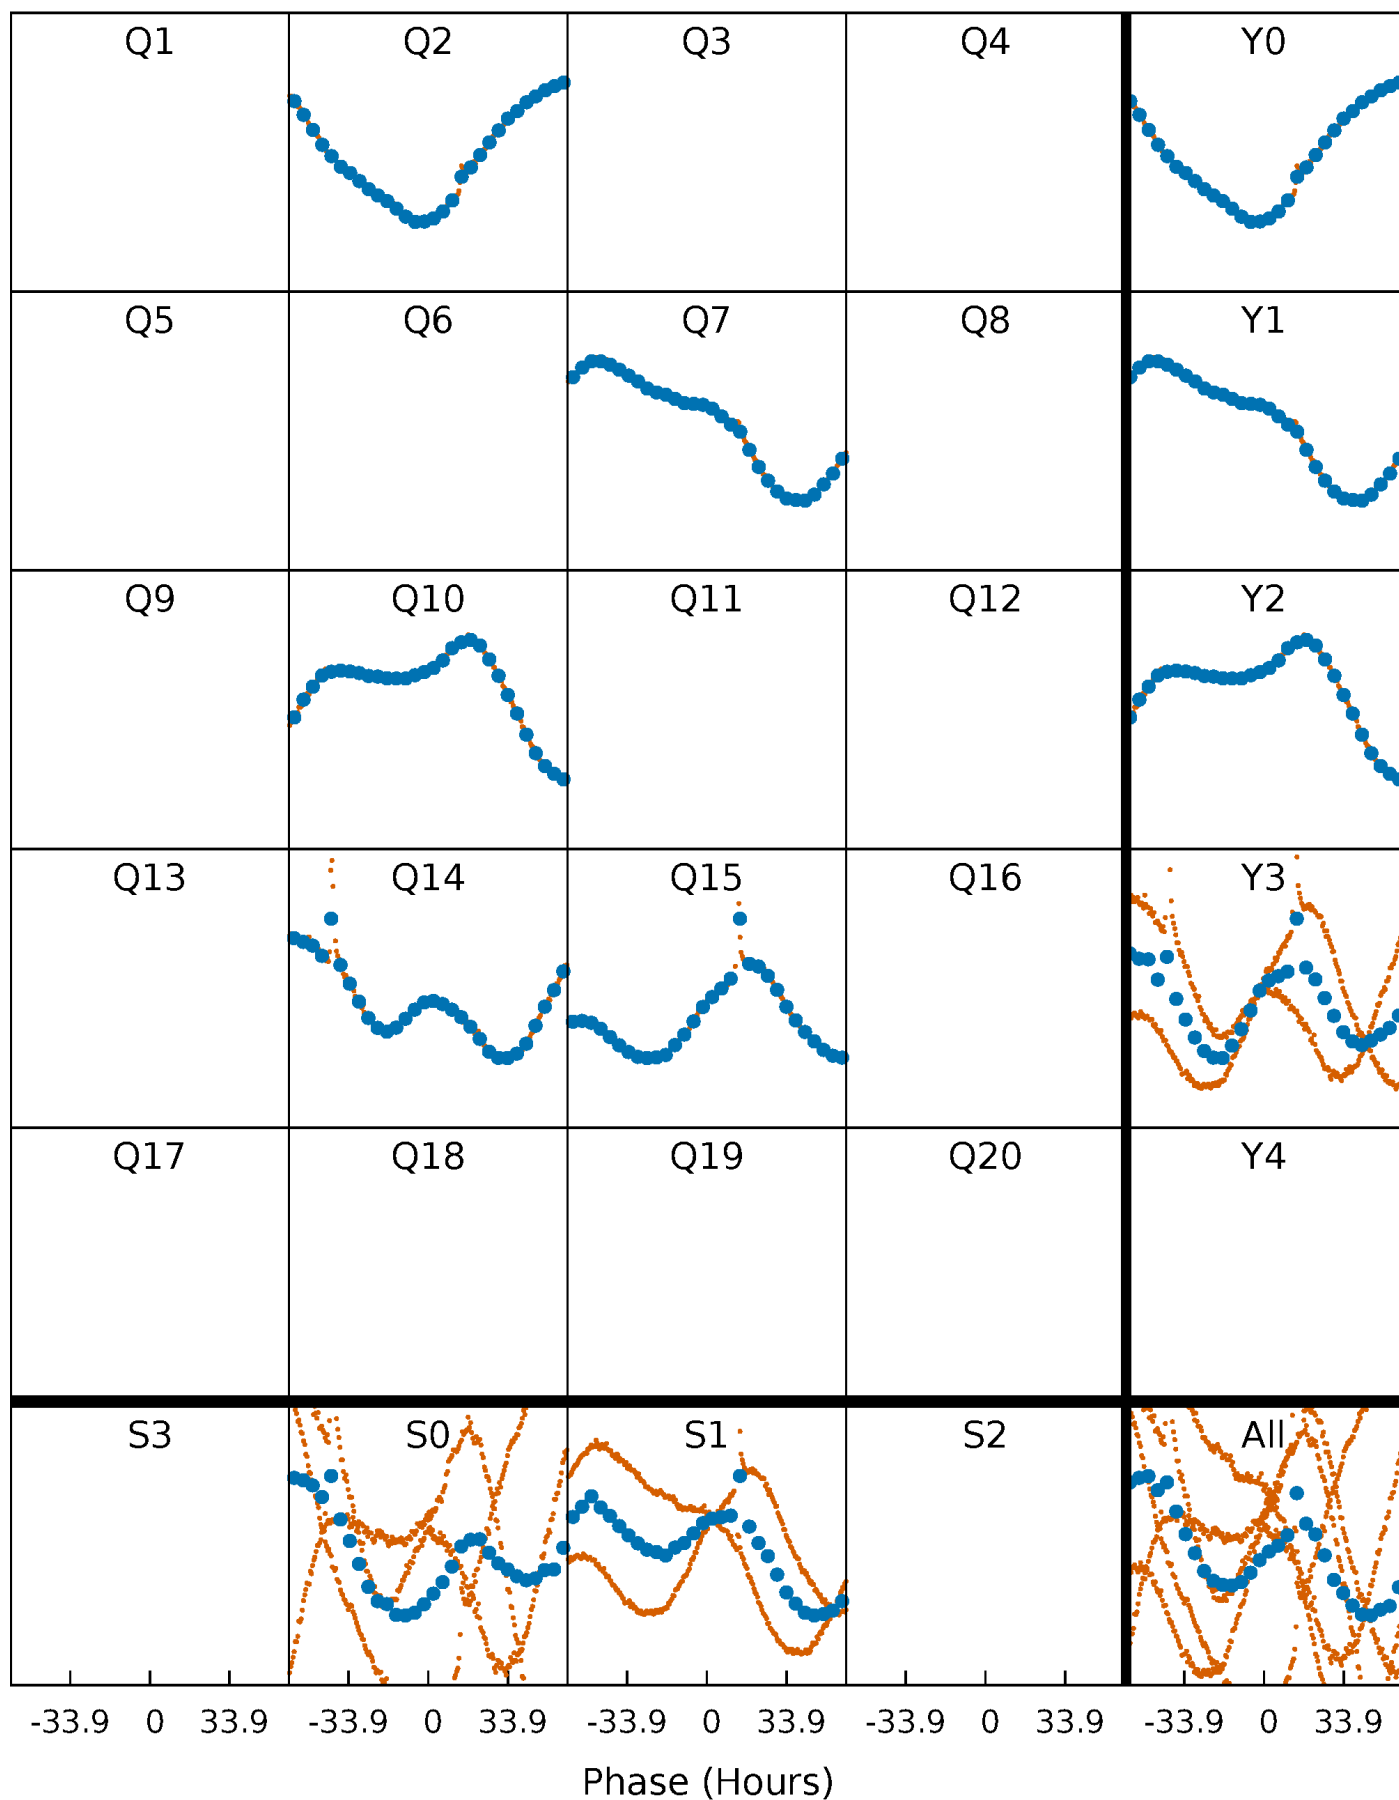 Q1 Q2 Q3 Q4 Y0
Q5 Q6 Q7 Q8 Y1
Q9 Q10 Q11 Q12 Y2
Q13 Q14 Q15 Q16 Y3
Q17 Q18 Q19 Q20 Y4
S3 S0 S1 S2 All
-33.9 0 33.9 -33.9 0 33.9 -33.9 0 33.9 -33.9 0 33.9 -33.9 0 33.9
Phase (Hours)